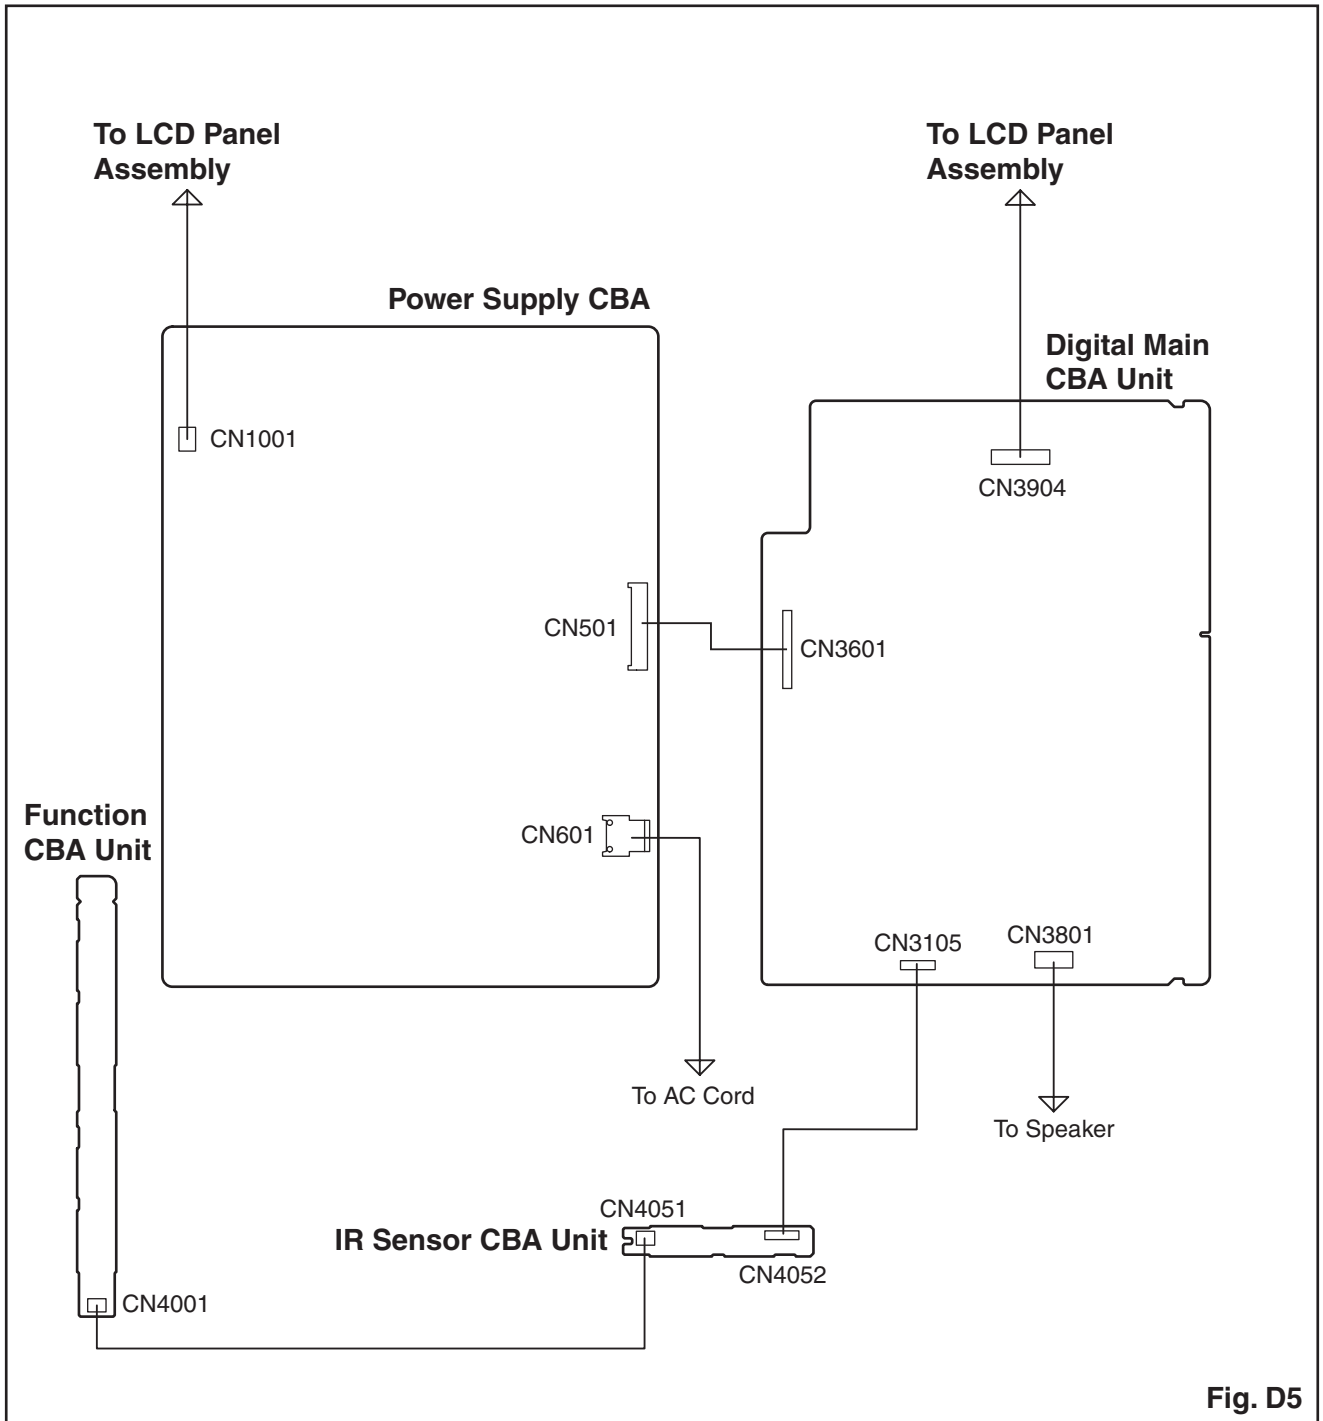 To LCD Panel
Assembly
To LCD Panel
Assembly
Power Supply CBA
Digital Main
CBA Unit
CN1001
CN3904
CN501
CN3601
Function
CBA Unit
CN601
CN3105
CN3801
To AC Cord
To Speaker
CN4051
IR Sensor CBA Unit
CN4052
CN4001
Fig. D5